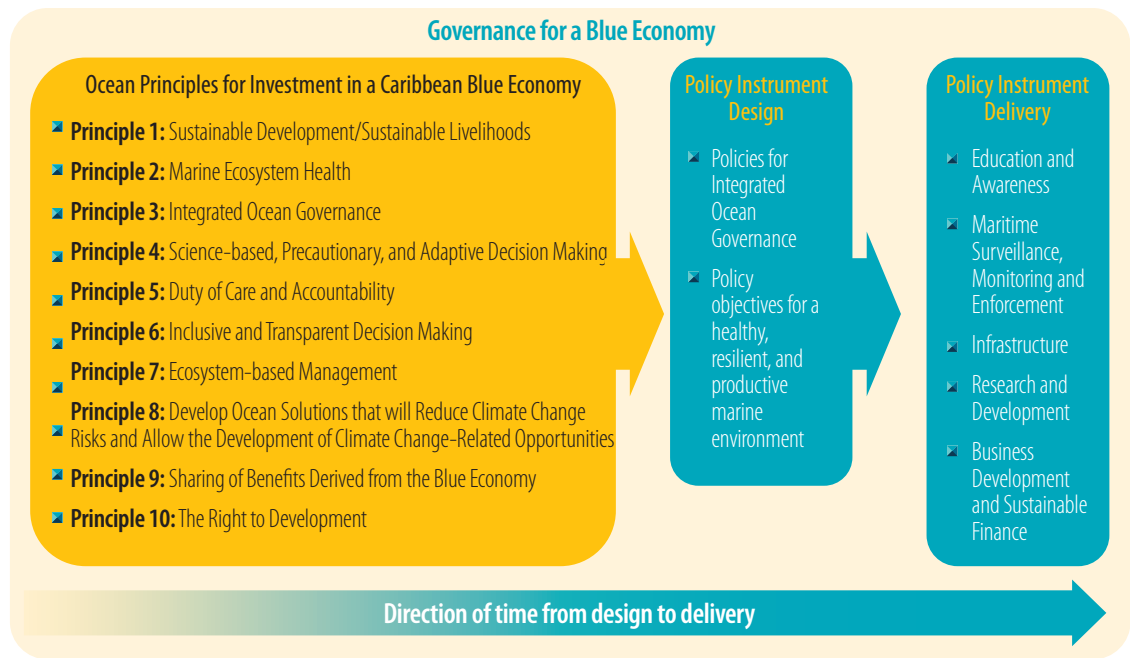 Governance for a Blue Economy
Ocean Principles for Investment in a Caribbean Blue Economy
Principle 1: Sustainable Development/Sustainable Livelihoods
Principle 2: Marine Ecosystem Health
Principle 3: Integrated Ocean Governance
Principle 4: Science-based, Precautionary, and Adaptive Decision Making
Principle 5: Duty of Care and Accountability
Principle 6: Inclusive and Transparent Decision Making
Principle 7: Ecosystem-based Management
Principle 8: Develop Ocean Solutions that will Reduce Climate Change
Risks and Allow the Development of Climate Change-Related Opportunities
Principle 9: Sharing of Benefits Derived from the Blue Economy
Principle 10: The Right to Development
Policy Instrument
Design
Policies for
Integrated
Ocean
Governance
Policy
objectives for a
healthy,
resilient, and
productive
marine
environment
Policy Instrument
Delivery
Education and
Awareness
Maritime
Surveillance,
Monitoring and
Enforcement
Infrastructure
Research and
Development
Business
Development
and Sustainable
Finance
Direction of time from design to delivery